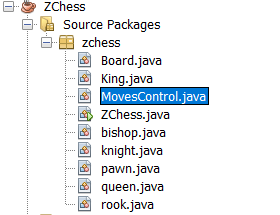 ZChess
Source Packages
zchess
Board.java
King.java
MovesControl.java
ZChess.java
bishop.java
knight.java
pawn.java
queen.java
rook.java